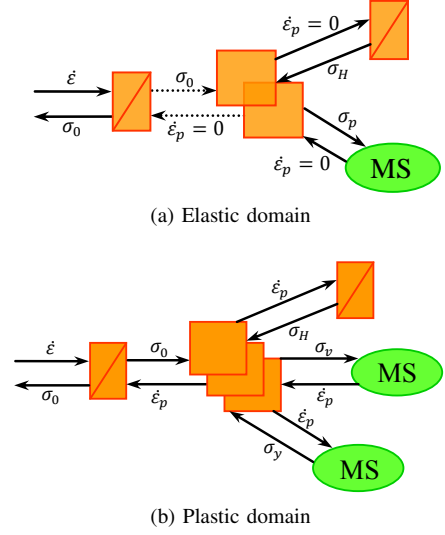 ε̇_p = 0
σ_H
ε̇
σ_0
σ_0
ε̇_p = 0
σ_p
ε̇_p = 0
MS
(a) Elastic domain
ε̇_p
σ_H
ε̇
σ_0
σ_0
ε̇_p
σ_v
ε̇_p
MS
ε̇_p
σ_y
MS
(b) Plastic domain